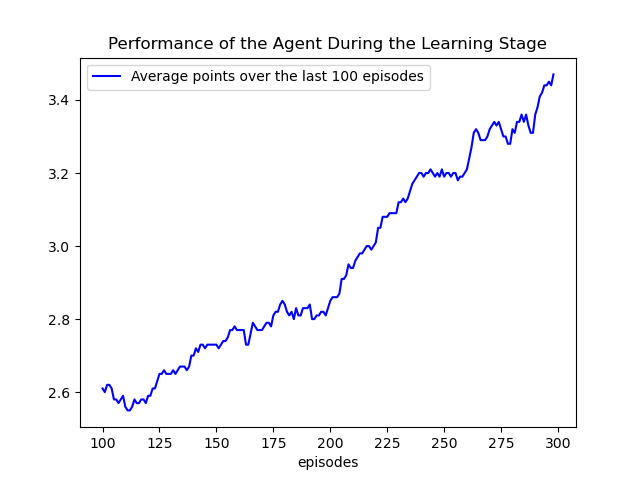 Performance of the Agent During the Learning Stage
Average points over the last 100 episodes
3.4
3.2
3.0
2.8
2.6
100 125 150 175 200 225 250 275 300
episodes